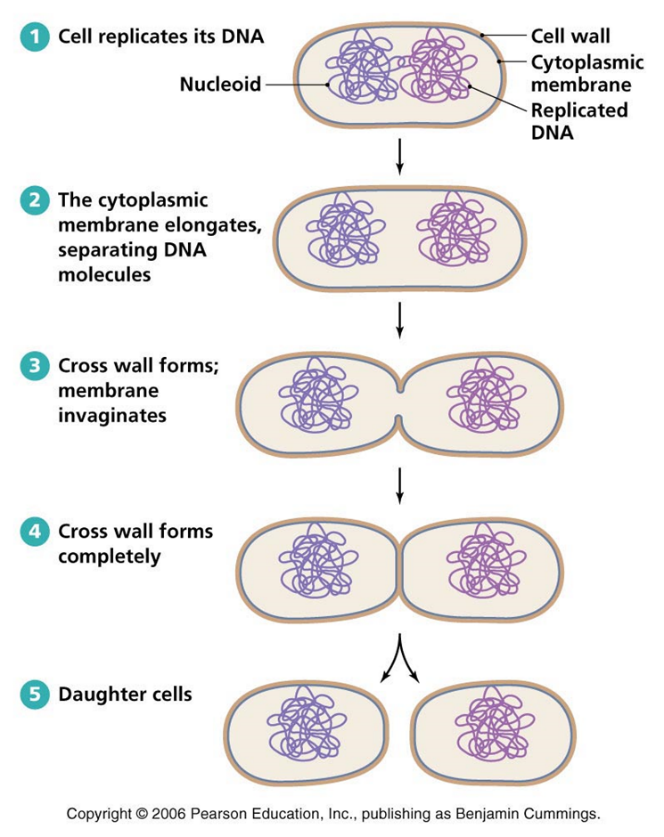 1 Cell replicates its DNA
Cell wall
Cytoplasmic
membrane
Nucleoid
Replicated
DNA
2 The cytoplasmic
membrane elongates,
separating DNA
molecules
3 Cross wall forms;
membrane
invaginates
4 Cross wall forms
completely
5 Daughter cells
Copyright © 2006 Pearson Education, Inc., publishing as Benjamin Cummings.